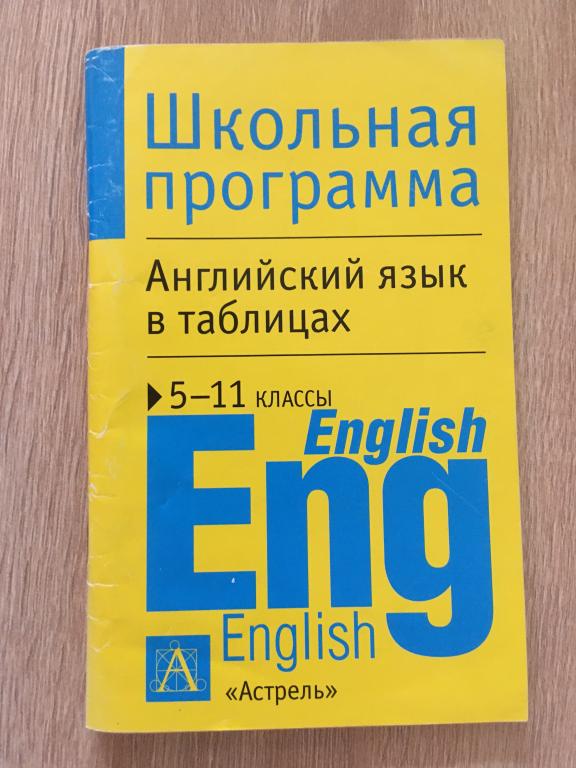 Школьная
программа
Английский язык
в таблицах
5–11 классы
English
Eng
English
А
«Астрель»